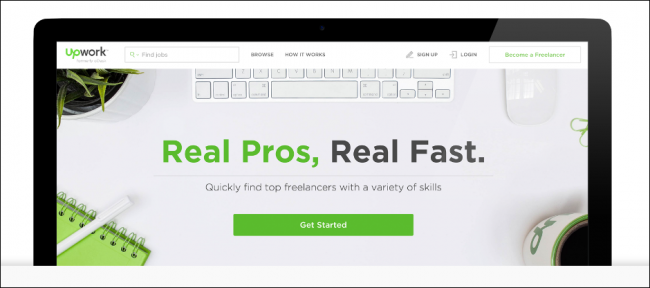 Upwork
Find jobs
BROWSE
HOW IT WORKS
SIGN UP
LOGIN
Become a Freelancer
Real Pros, Real Fast.
Quickly find top freelancers with a variety of skills
Get Started